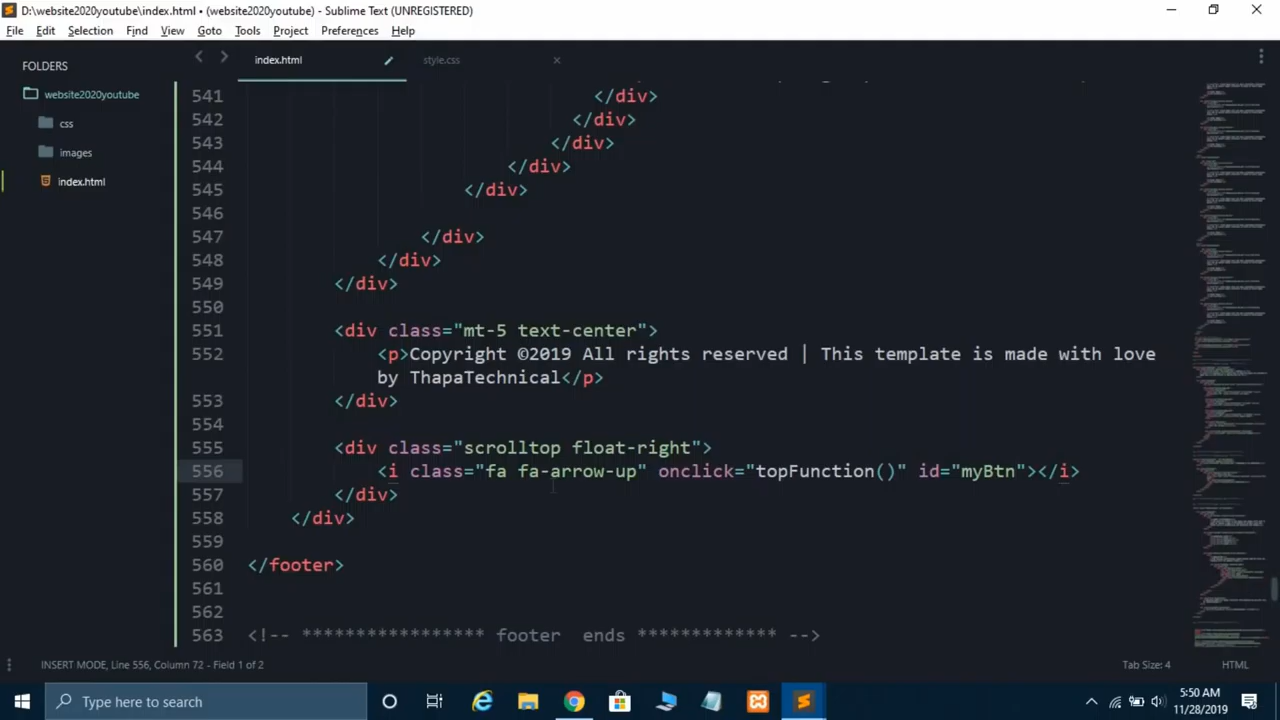 D:\website2020youtube\index.html • (website2020youtube) - Sublime Text (UNREGISTERED)
File Edit Selection Find View Goto Tools Project Preferences Help
FOLDERS
website2020youtube
css
images
index.html
index.html style.css
541 </div>
542 </div>
543 </div>
544 </div>
545 </div>
546
547 </div>
548 </div>
549 </div>
550
551 <div class="mt-5 text-center">
552 <p>Copyright ©2019 All rights reserved | This template is made with love
by ThapaTechnical</p>
553 </div>
554
555 <div class="scrolltop float-right">
556 <i class="fa fa-arrow-up" onclick="topFunction()" id="myBtn"></i>
557 </div>
558 </div>
559
560 </footer>
561
562
563 <!-- ***************** footer ends ************* -->
INSERT MODE, Line 556, Column 72 - Field 1 of 2
Tab Size: 4
HTML
Type here to search
5:50 AM
11/28/2019